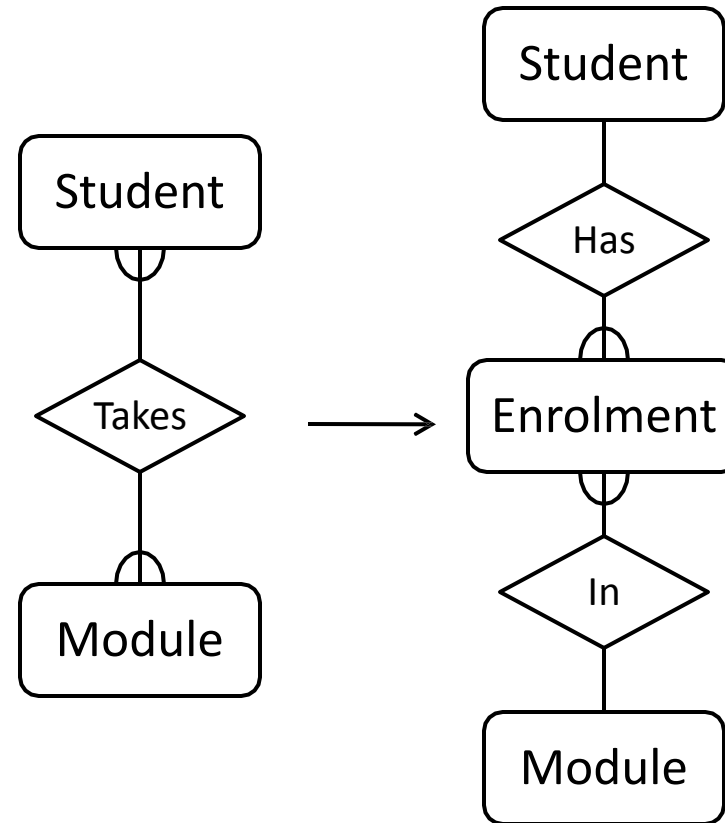 Student
Takes
Module
Student
Has
Enrolment
In
Module